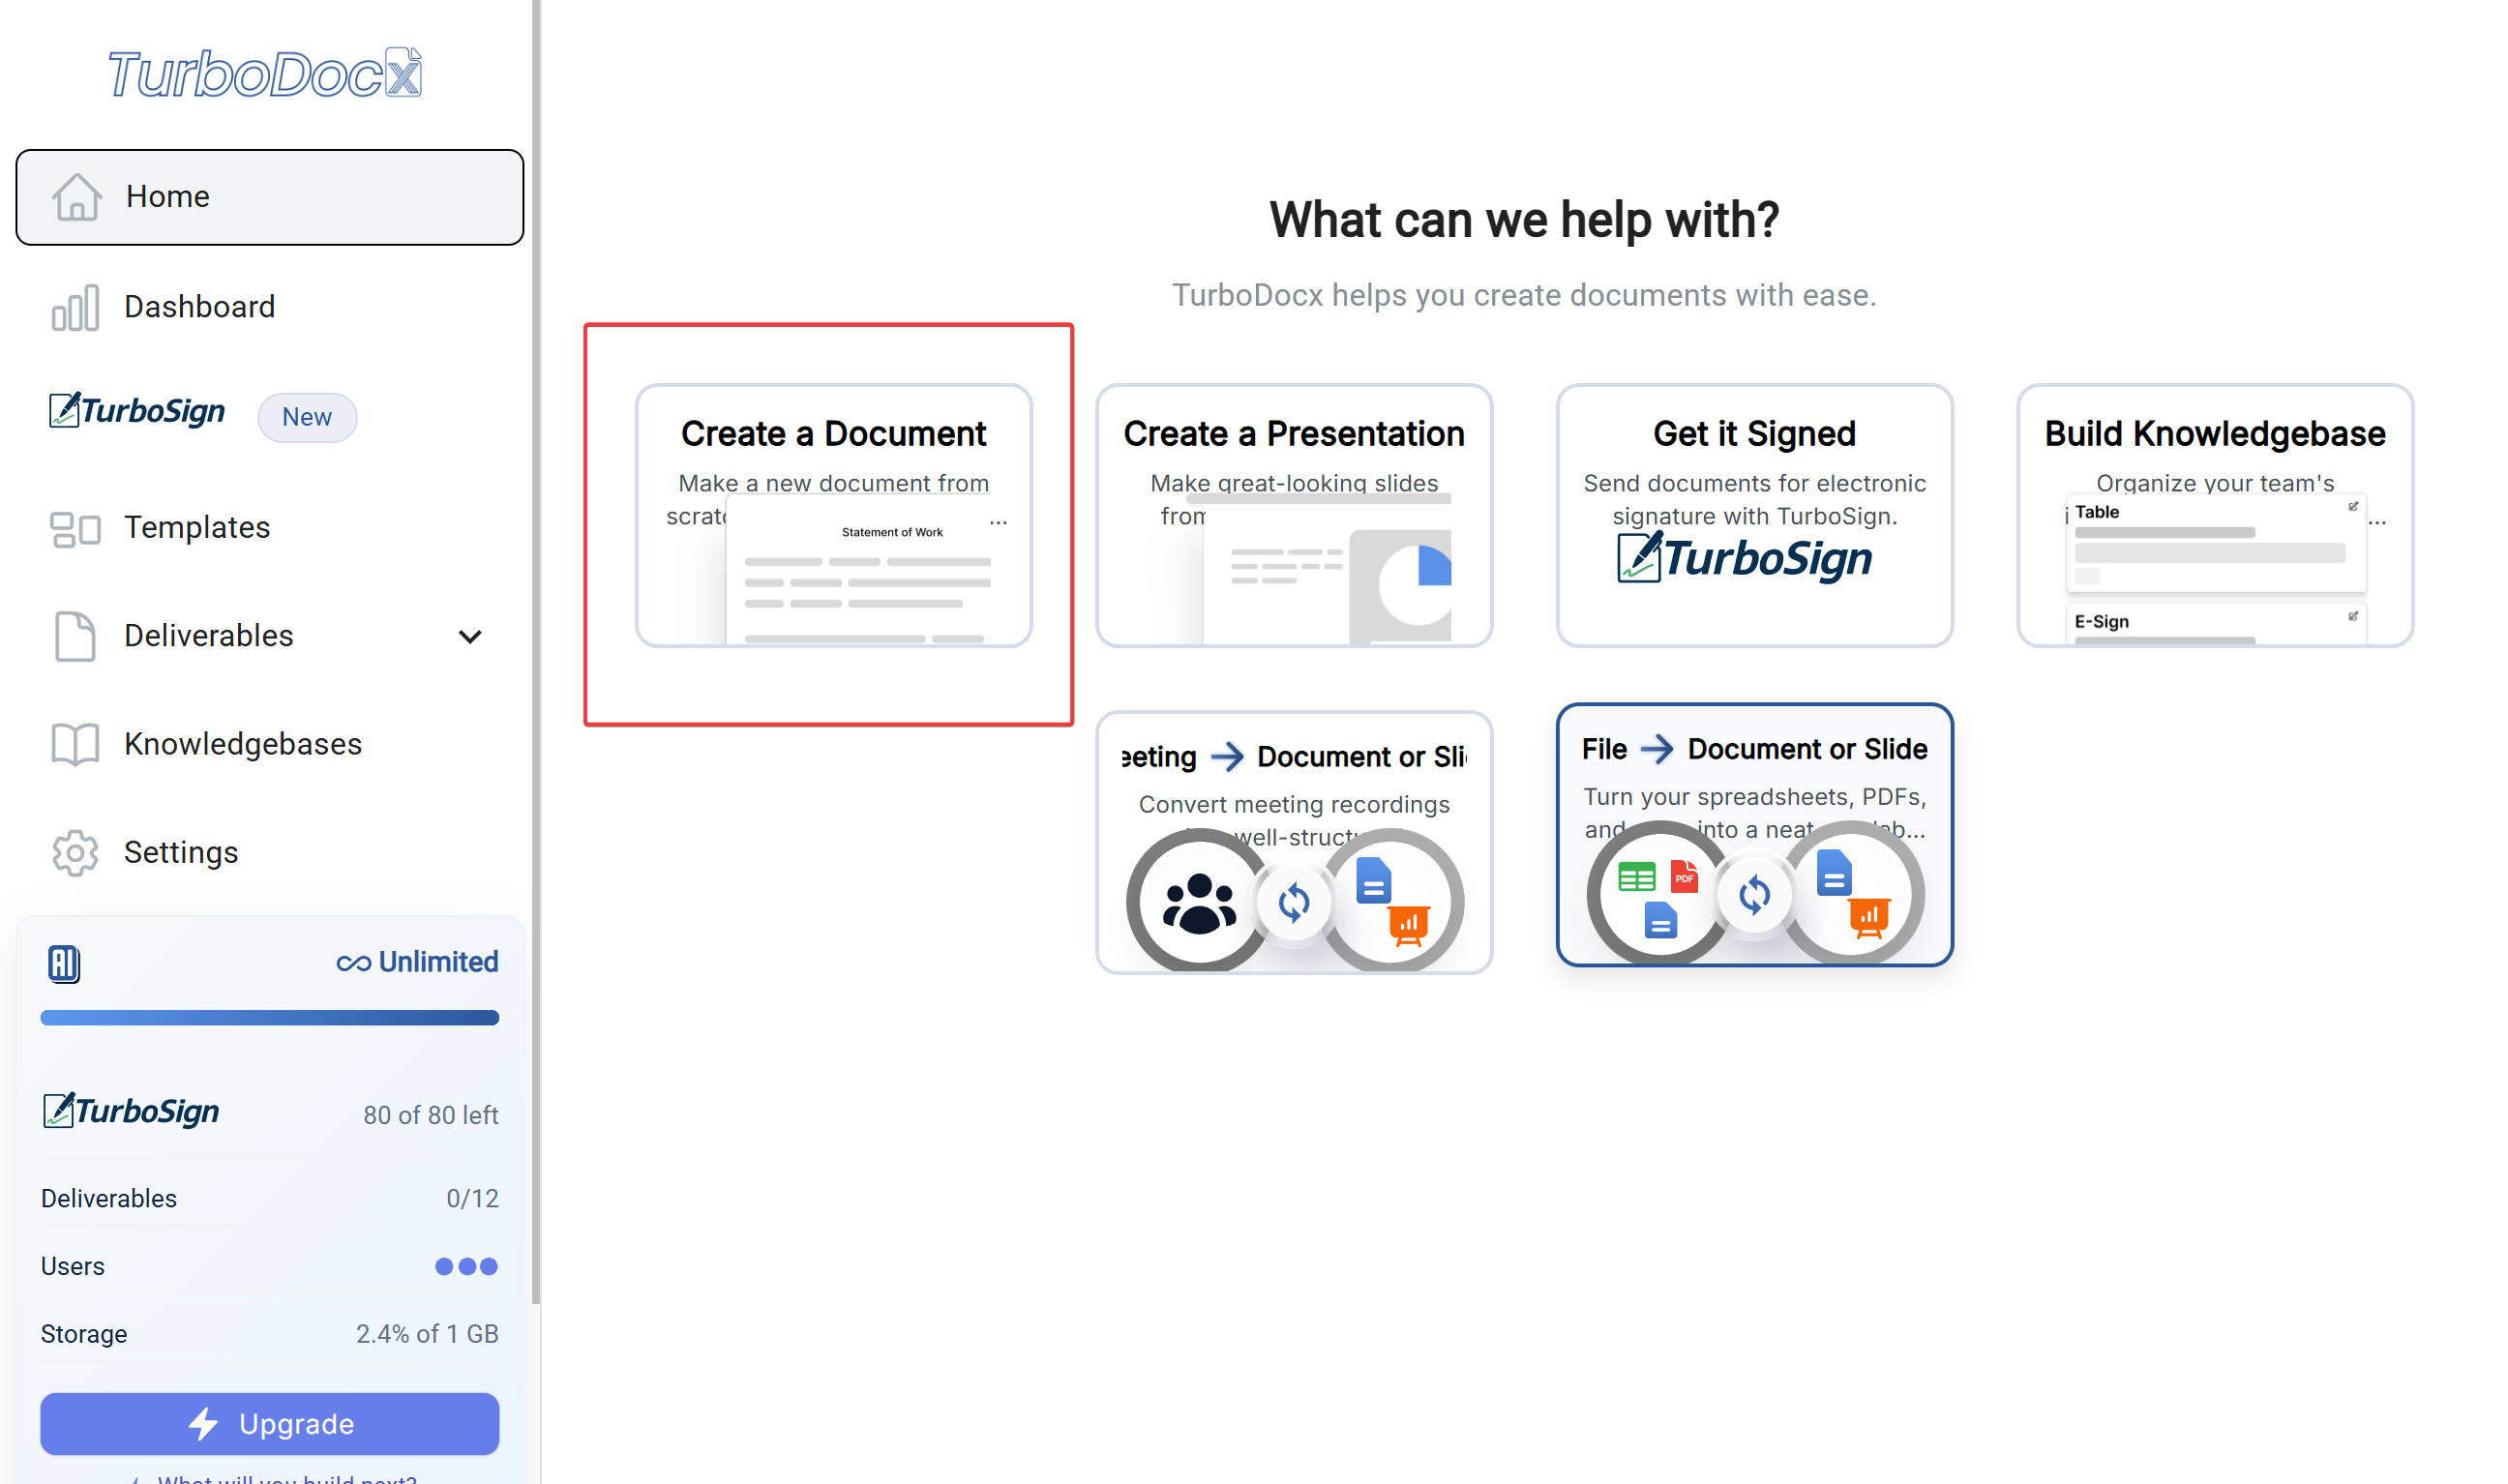 TurboDocx
Home
Dashboard
TurboSign New
Templates
Deliverables
Knowledgebases
Settings
AI Unlimited
TurboSign 80 of 80 left
Deliverables 0/12
Users
Storage 2.4% of 1 GB
Upgrade
What will you build next?
What can we help with?
TurboDocx helps you create documents with ease.
Create a Document
Make a new document from
...
Statement of Work
Create a Presentation
Make great-looking slides
from
Get it Signed
Send documents for electronic
signature with TurboSign.
TurboSign
Build Knowledgebase
Organize your team's
...
Table
E-Sign
eeting → Document or Sli
Convert meeting recordings
well-struct
File → Document or Slide
Turn your spreadsheets, PDFs,
and into a neat ...
PDF